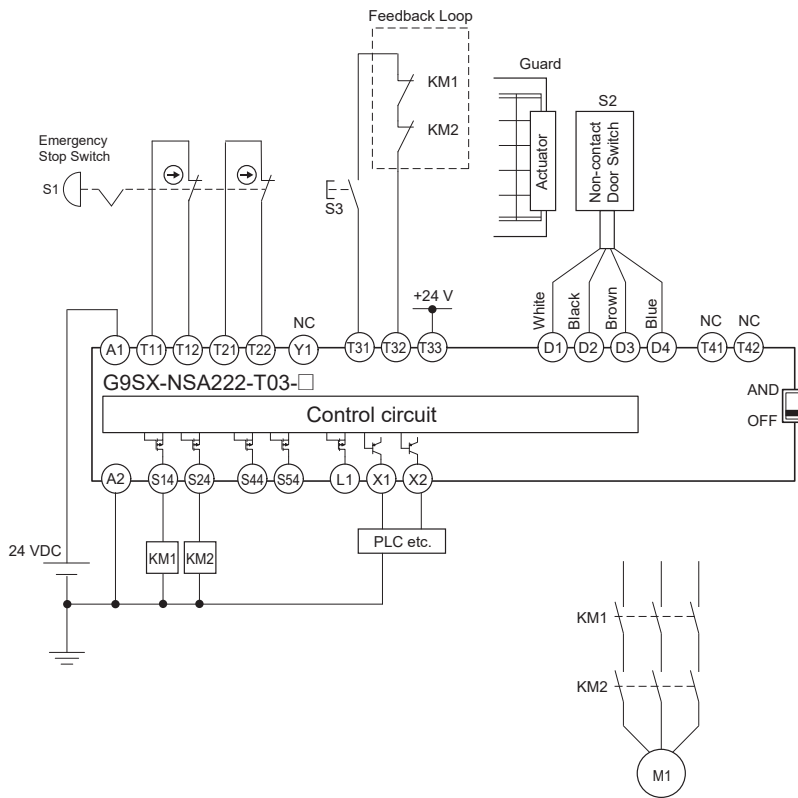 Feedback Loop
KM1
KM2
Guard
Actuator
S2
Non-contact
Door Switch
Emergency
Stop Switch
S1
S3
+24 V
White
Black
Brown
Blue
NC
NC
NC
A1
T11
T12
T21
T22
Y1
T31
T32
T33
D1
D2
D3
D4
T41
T42
G9SX-NSA222-T03-□
AND
OFF
Control circuit
A2
S14
S24
S44
S54
L1
X1
X2
24 VDC
KM1
KM2
PLC etc.
KM1
KM2
M1